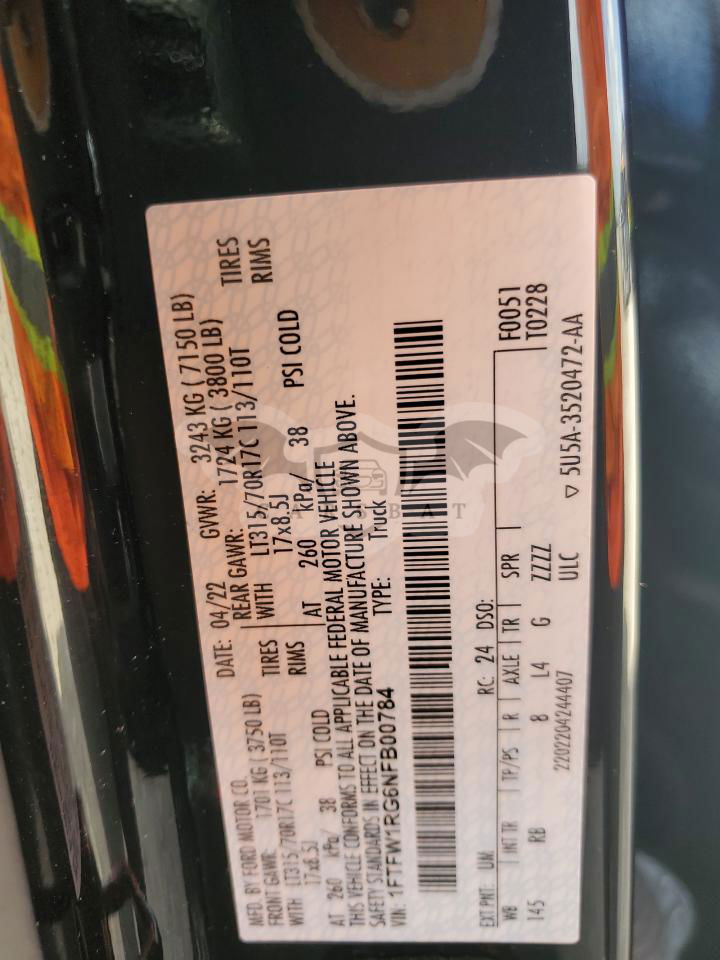 MFD. BY FORD MOTOR CO. DATE: 04/22 GVWR: 3243 KG ( 7150 LB)
FRONT GAWR: 1701 KG ( 3750 LB) REAR GAWR: 1724 KG ( 3800 LB)
WITH LT315/70R17C 113/110T TIRES WITH LT315/70R17C 113/110T TIRES
17x8.5J RIMS 17x8.5J RIMS
AT 260 kPa/ 38 PSI COLD AT 260 kPa/ 38 PSI COLD
THIS VEHICLE CONFORMS TO ALL APPLICABLE FEDERAL MOTOR VEHICLE
SAFETY STANDARDS IN EFFECT ON THE DATE OF MANUFACTURE SHOWN ABOVE.
VIN: 1FTFW1RG6NFB00784 TYPE: Truck
EXT PNT: UM RC: 24 DSO:
WB INT TR TP/PS R AXLE TR SPR F0051
T0228
145 RB 8 L4 G ZZZZ
2202204244407 ULC ▽ 5U5A-3520472-AA